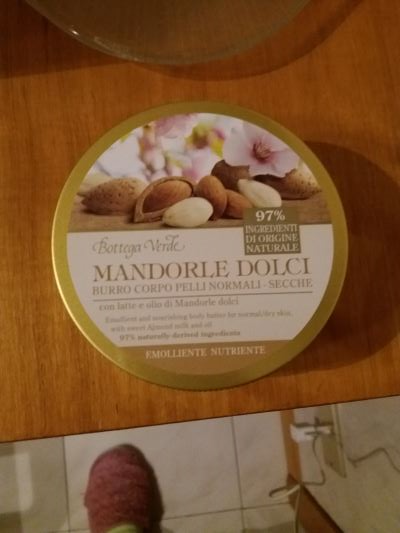 97%
INGREDIENTI
DI ORIGINE
NATURALE
Bottega Verde
MANDORLE DOLCI
BURRO CORPO PELLI NORMALI - SECCHE
con latte e olio di Mandorle dolci
Emollient and nourishing body butter for normal/dry skin,
with sweet Almond milk and oil
97% naturally-derived ingredients
EMOLLIENTE NUTRIENTE